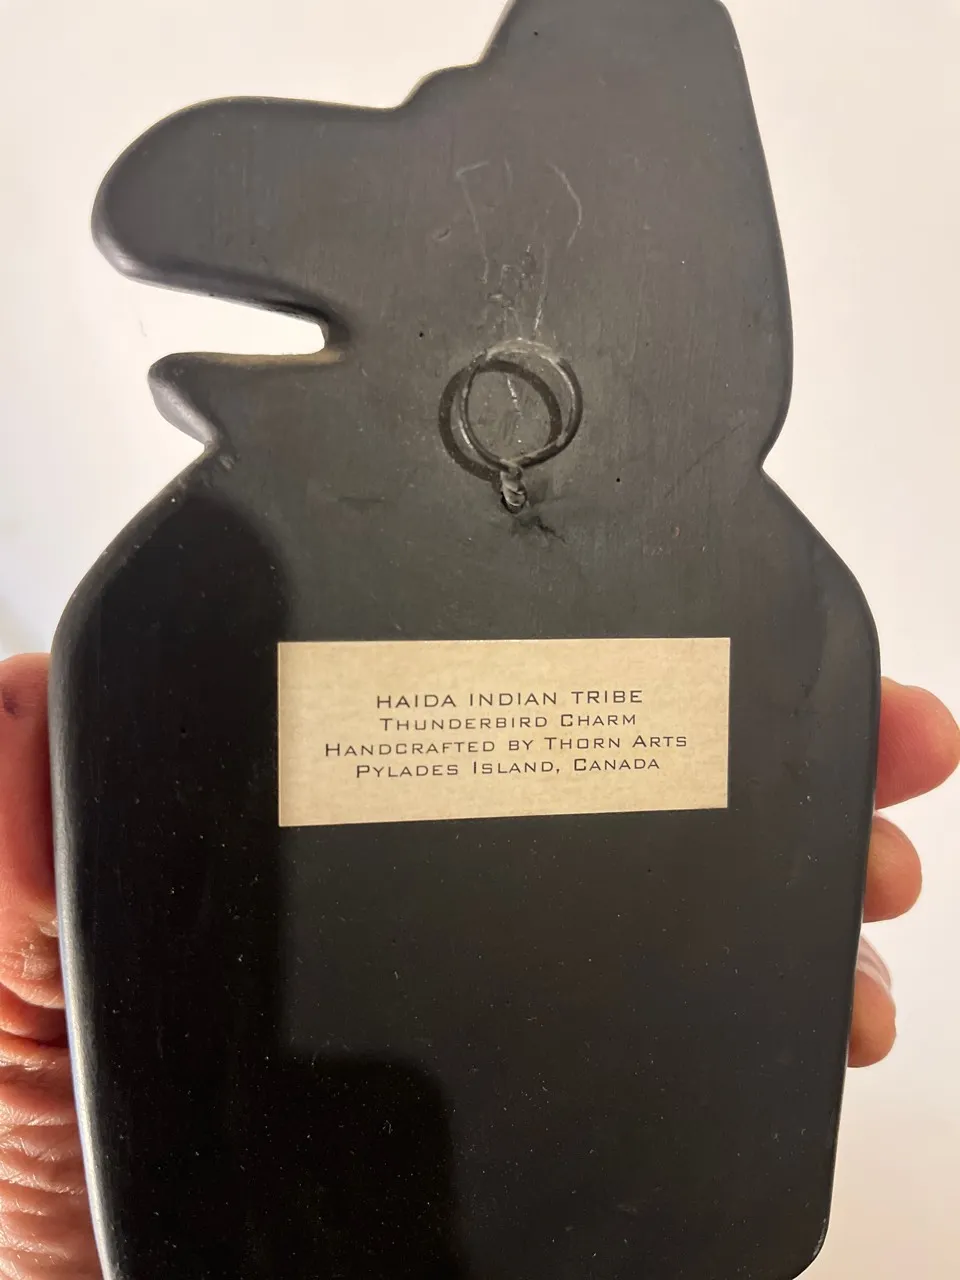 HAIDA INDIAN TRIBE
THUNDERBIRD CHARM
HANDCRAFTED BY THORN ARTS
PYLADES ISLAND, CANADA